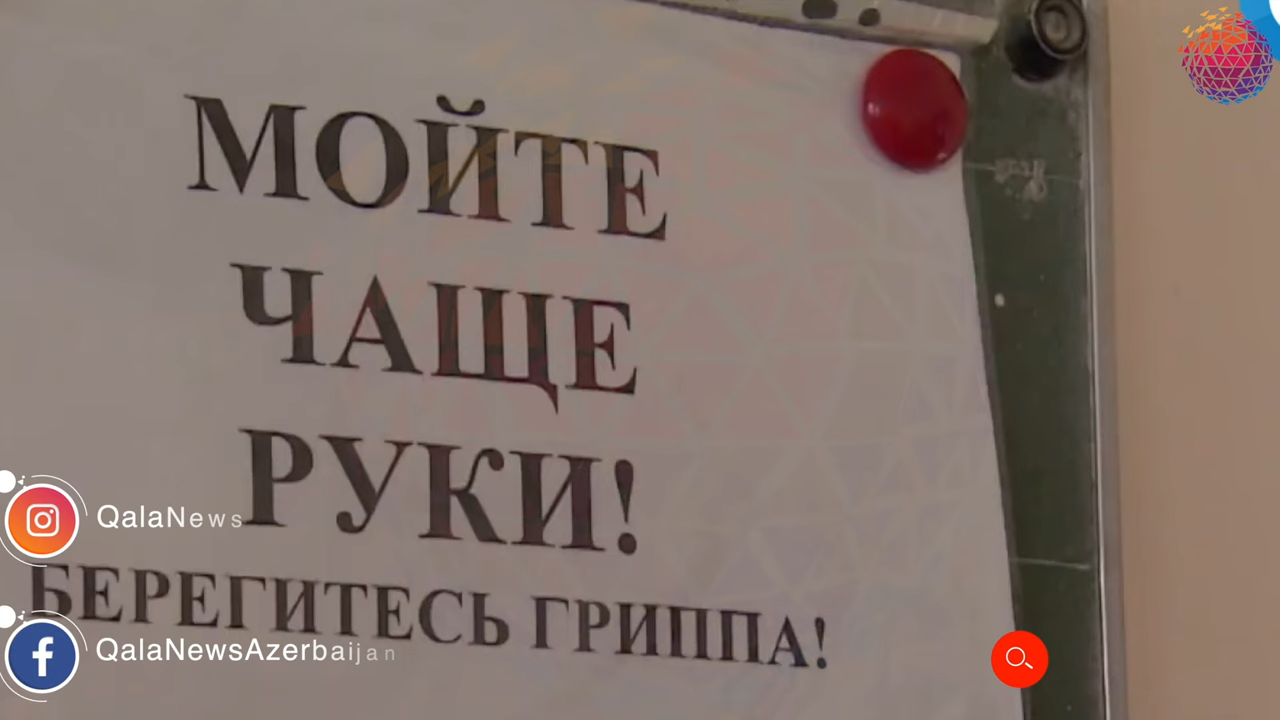 МОЙТЕ
ЧАЩЕ
РУКИ!
QalaNews
БЕРЕГИТЕСЬ ГРИППА!
QalaNewsAzerbaijan